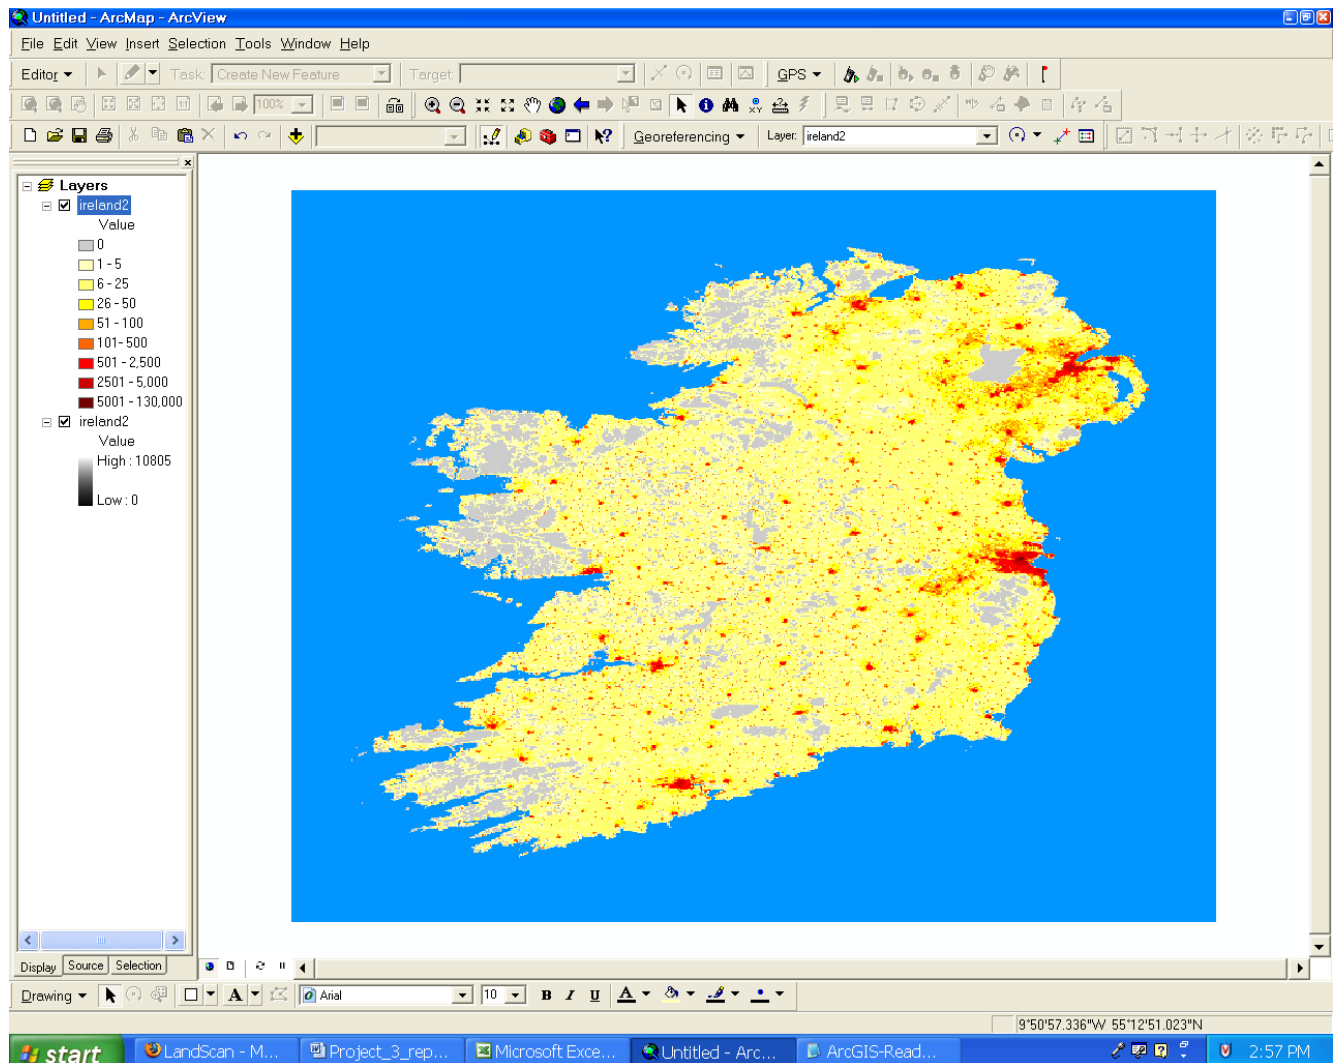 Untitled - ArcMap - ArcView
File Edit View Insert Selection Tools Window Help
Editor Task: Create New Feature Target: GPS
100%
Georeferencing Layer: ireland2
Layers
ireland2
Value
0
1 - 5
6 - 25
26 - 50
51 - 100
101- 500
501 - 2,500
2501 - 5,000
5001 - 130,000
ireland2
Value
High : 10805
Low : 0
Display Source Selection
Drawing A Arial 10 B I U A
9°50'57.336"W 55°12'51.023"N
start LandScan - M... Project_3_rep... Microsoft Exce... Untitled - Arc... ArcGIS-Read... 2:57 PM